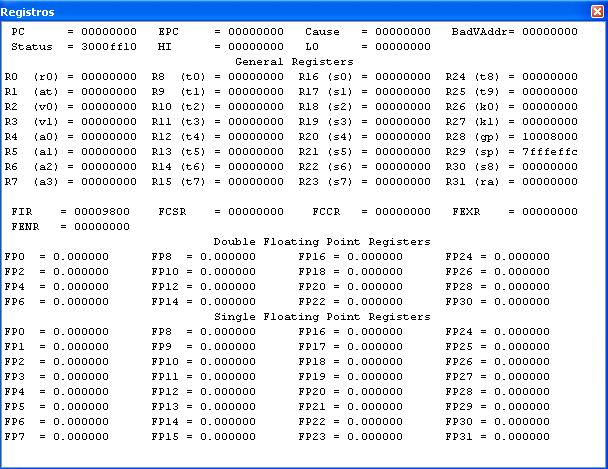 Registros
PC = 00000000 EPC = 00000000 Cause = 00000000 BadVAddr= 00000000
Status = 3000ff10 HI = 00000000 LO = 00000000
General Registers
R0 (r0) = 00000000 R8 (t0) = 00000000 R16 (s0) = 00000000 R24 (t8) = 00000000
R1 (at) = 00000000 R9 (t1) = 00000000 R17 (s1) = 00000000 R25 (t9) = 00000000
R2 (v0) = 00000000 R10 (t2) = 00000000 R18 (s2) = 00000000 R26 (k0) = 00000000
R3 (v1) = 00000000 R11 (t3) = 00000000 R19 (s3) = 00000000 R27 (k1) = 00000000
R4 (a0) = 00000000 R12 (t4) = 00000000 R20 (s4) = 00000000 R28 (gp) = 10008000
R5 (a1) = 00000000 R13 (t5) = 00000000 R21 (s5) = 00000000 R29 (sp) = 7fffeffc
R6 (a2) = 00000000 R14 (t6) = 00000000 R22 (s6) = 00000000 R30 (s8) = 00000000
R7 (a3) = 00000000 R15 (t7) = 00000000 R23 (s7) = 00000000 R31 (ra) = 00000000
FIR = 00009800 FCSR = 00000000 FCCR = 00000000 FEXR = 00000000
FENR = 00000000
Double Floating Point Registers
FP0 = 0.000000 FP8 = 0.000000 FP16 = 0.000000 FP24 = 0.000000
FP2 = 0.000000 FP10 = 0.000000 FP18 = 0.000000 FP26 = 0.000000
FP4 = 0.000000 FP12 = 0.000000 FP20 = 0.000000 FP28 = 0.000000
FP6 = 0.000000 FP14 = 0.000000 FP22 = 0.000000 FP30 = 0.000000
Single Floating Point Registers
FP0 = 0.000000 FP8 = 0.000000 FP16 = 0.000000 FP24 = 0.000000
FP1 = 0.000000 FP9 = 0.000000 FP17 = 0.000000 FP25 = 0.000000
FP2 = 0.000000 FP10 = 0.000000 FP18 = 0.000000 FP26 = 0.000000
FP3 = 0.000000 FP11 = 0.000000 FP19 = 0.000000 FP27 = 0.000000
FP4 = 0.000000 FP12 = 0.000000 FP20 = 0.000000 FP28 = 0.000000
FP5 = 0.000000 FP13 = 0.000000 FP21 = 0.000000 FP29 = 0.000000
FP6 = 0.000000 FP14 = 0.000000 FP22 = 0.000000 FP30 = 0.000000
FP7 = 0.000000 FP15 = 0.000000 FP23 = 0.000000 FP31 = 0.000000